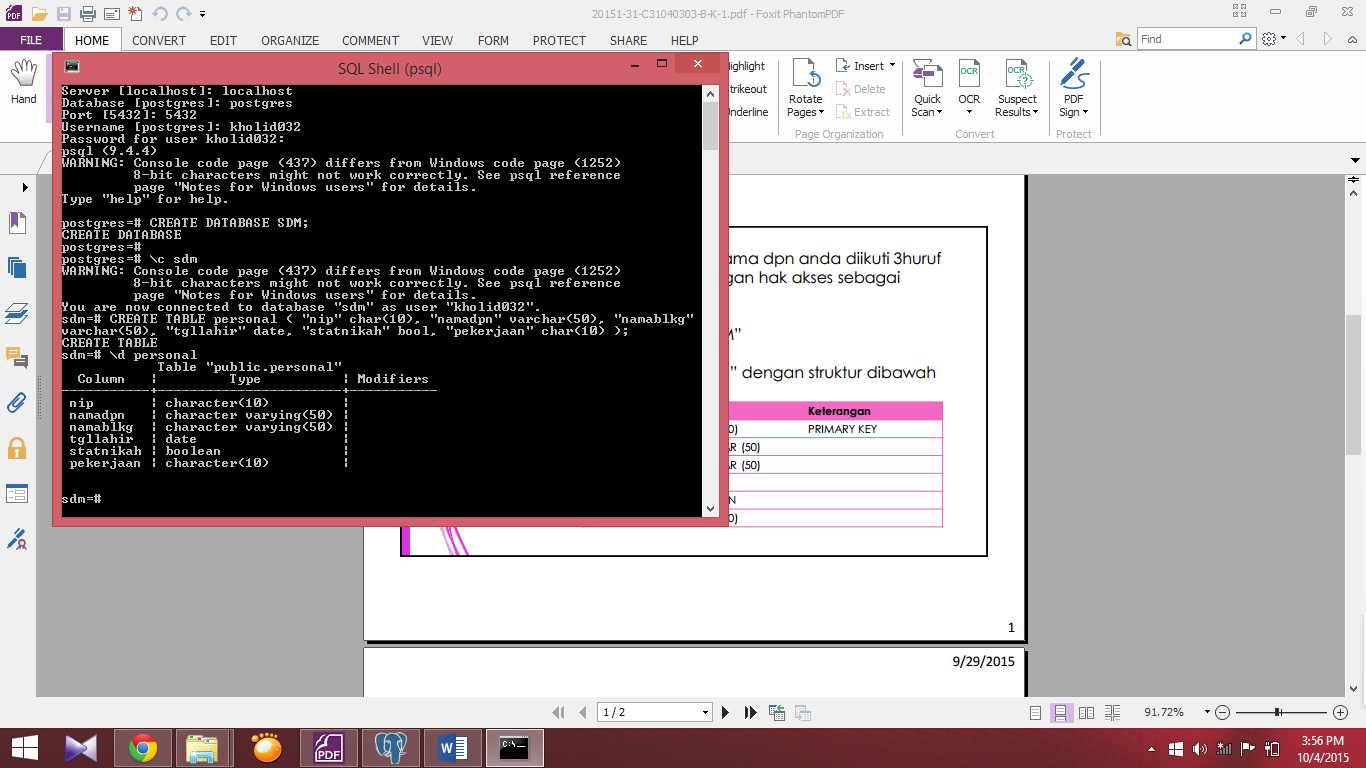 20151-31-C31040303-B-K-1.pdf - Foxit PhantomPDF
FILE HOME CONVERT EDIT ORGANIZE COMMENT VIEW FORM PROTECT SHARE HELP
Find
Hand
SQL Shell (psql)
Server [localhost]: localhost
Database [postgres]: postgres
Port [5432]: 5432
Username [postgres]: kholid032
Password for user kholid032:
psql (9.4.4)
WARNING: Console code page (437) differs from Windows code page (1252)
8-bit characters might not work correctly. See psql reference
page "Notes for Windows users" for details.
Type "help" for help.
postgres=# CREATE DATABASE SDM;
CREATE DATABASE
postgres=#
postgres=# \c sdm
WARNING: Console code page (437) differs from Windows code page (1252)
8-bit characters might not work correctly. See psql reference
page "Notes for Windows users" for details.
You are now connected to database "sdm" as user "kholid032".
sdm=# CREATE TABLE personal ( "nip" char(10), "namadpn" varchar(50), "namablkg"
varchar(50), "tgllahir" date, "statnikah" bool, "pekerjaan" char(10) );
CREATE TABLE
sdm=# \d personal
Table "public.personal"
Column | Type | Modifiers
-----------+-----------------------+-----------
nip | character(10) |
namadpn | character varying(50) |
namablkg | character varying(50) |
tgllahir | date |
statnikah | boolean |
pekerjaan | character(10) |
sdm=#
lighlight
trikeout
Inderline
Rotate
Pages
Insert
Delete
Extract
Page Organization
Quick
Scan
OCR
OCR
OCR
Suspect
Results
Convert
PDF
Sign
Protect
ama dpn anda diikuti 3huruf
gan hak akses sebagai
M"
" dengan struktur dibawah
Keterangan
0) PRIMARY KEY
AR (50)
AR (50)
N
0)
1
9/29/2015
1 / 2
91.72%
PDF
W
C:\
3:56 PM
10/4/2015